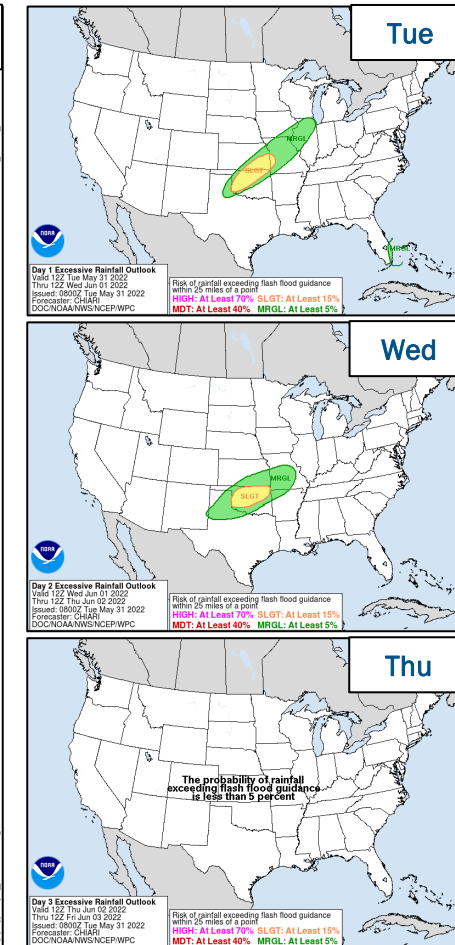 Tue
MRGL
SLGT
MRGL
NOAA
Day 1 Excessive Rainfall Outlook
Valid 12Z Tue May 31 2022
Thru 12Z Wed Jun 01 2022
Issued: 0800Z Tue May 31 2022
Forecaster: CHIARI
DOC/NOAA/NWS/NCEP/WPC
Risk of rainfall exceeding flash flood guidance
within 25 miles of a point
HIGH: At Least 70% SLGT: At Least 15%
MDT: At Least 40% MRGL: At Least 5%
Wed
MRGL
SLGT
NOAA
Day 2 Excessive Rainfall Outlook
Valid 12Z Wed Jun 01 2022
Thru 12Z Thu Jun 02 2022
Issued: 0800Z Tue May 31 2022
Forecaster: CHIARI
DOC/NOAA/NWS/NCEP/WPC
Risk of rainfall exceeding flash flood guidance
within 25 miles of a point
HIGH: At Least 70% SLGT: At Least 15%
MDT: At Least 40% MRGL: At Least 5%
Thu
The probability of rainfall
exceeding flash flood guidance
is less than 5 percent
NOAA
Day 3 Excessive Rainfall Outlook
Valid 12Z Thu Jun 02 2022
Thru 12Z Fri Jun 03 2022
Issued: 0800Z Tue May 31 2022
Forecaster: CHIARI
DOC/NOAA/NWS/NCEP/WPC
Risk of rainfall exceeding flash flood guidance
within 25 miles of a point
HIGH: At Least 70% SLGT: At Least 15%
MDT: At Least 40% MRGL: At Least 5%